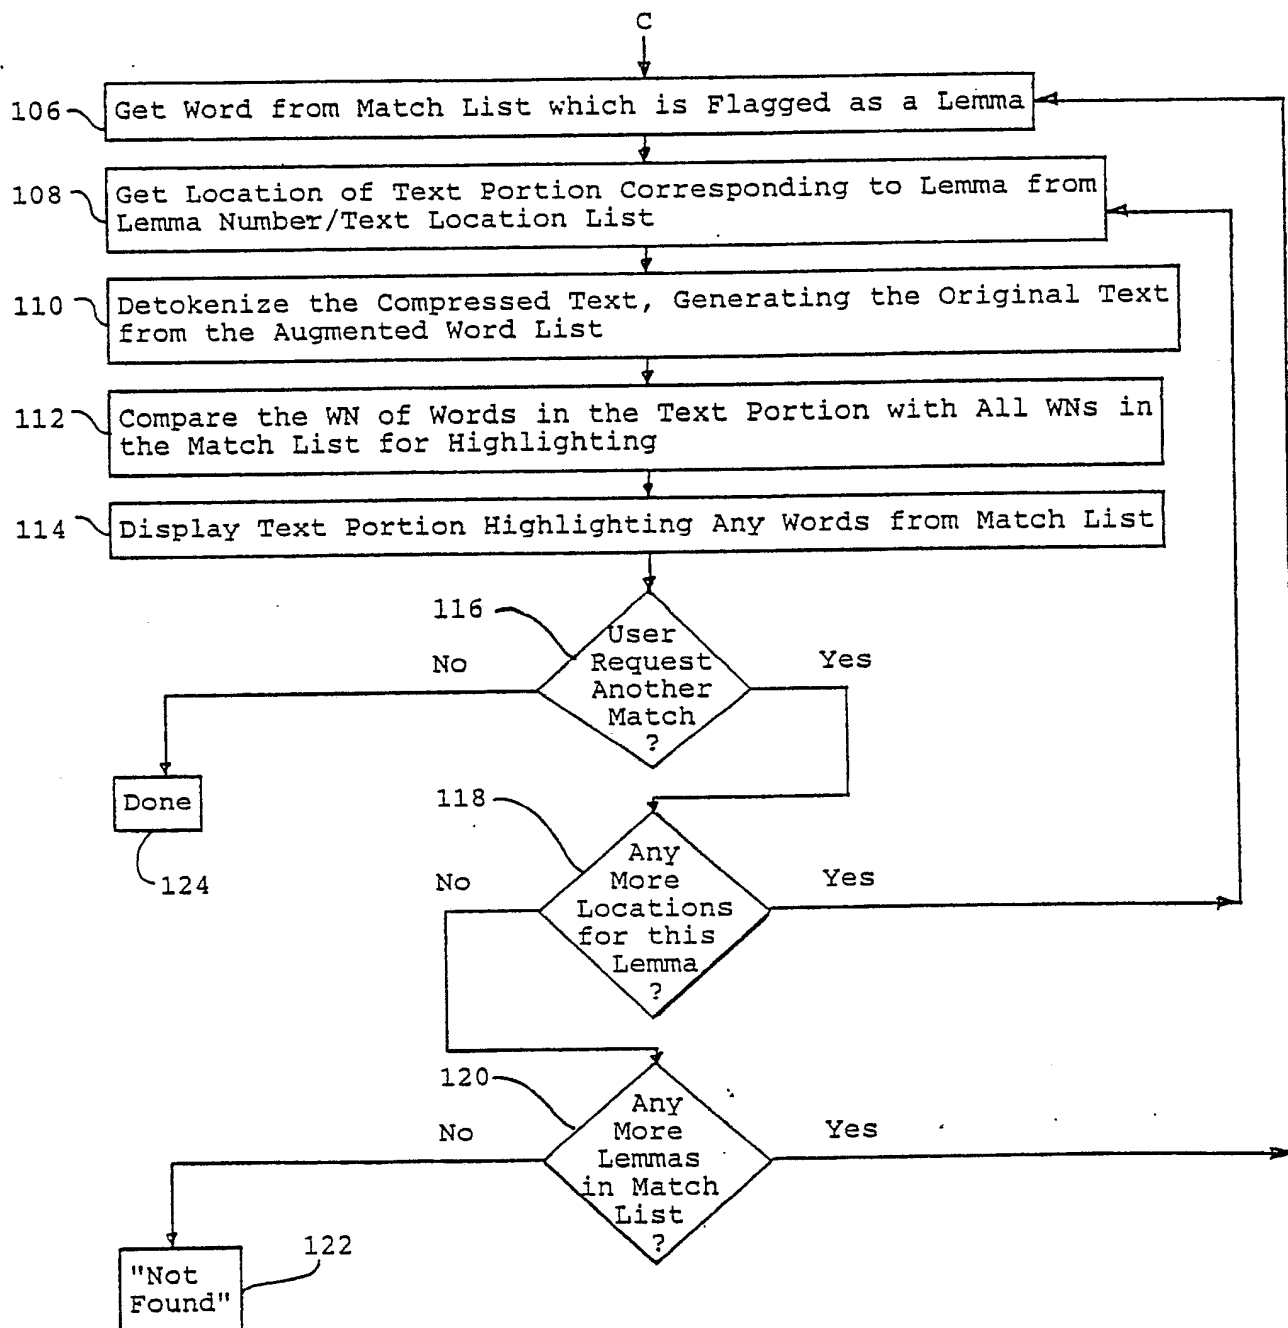 C
106
Get Word from Match List which is Flagged as a Lemma
108
Get Location of Text Portion Corresponding to Lemma from
Lemma Number/Text Location List
110
Detokenize the Compressed Text, Generating the Original Text
from the Augmented Word List
112
Compare the WN of Words in the Text Portion with All WNs in
the Match List for Highlighting
114
Display Text Portion Highlighting Any Words from Match List
116
User
Request
Another
Match
?
No
Yes
Done
124
118
Any
More
Locations
for this
Lemma
?
No
Yes
120
Any
More
Lemmas
in Match
List
?
No
Yes
"Not
Found"
122